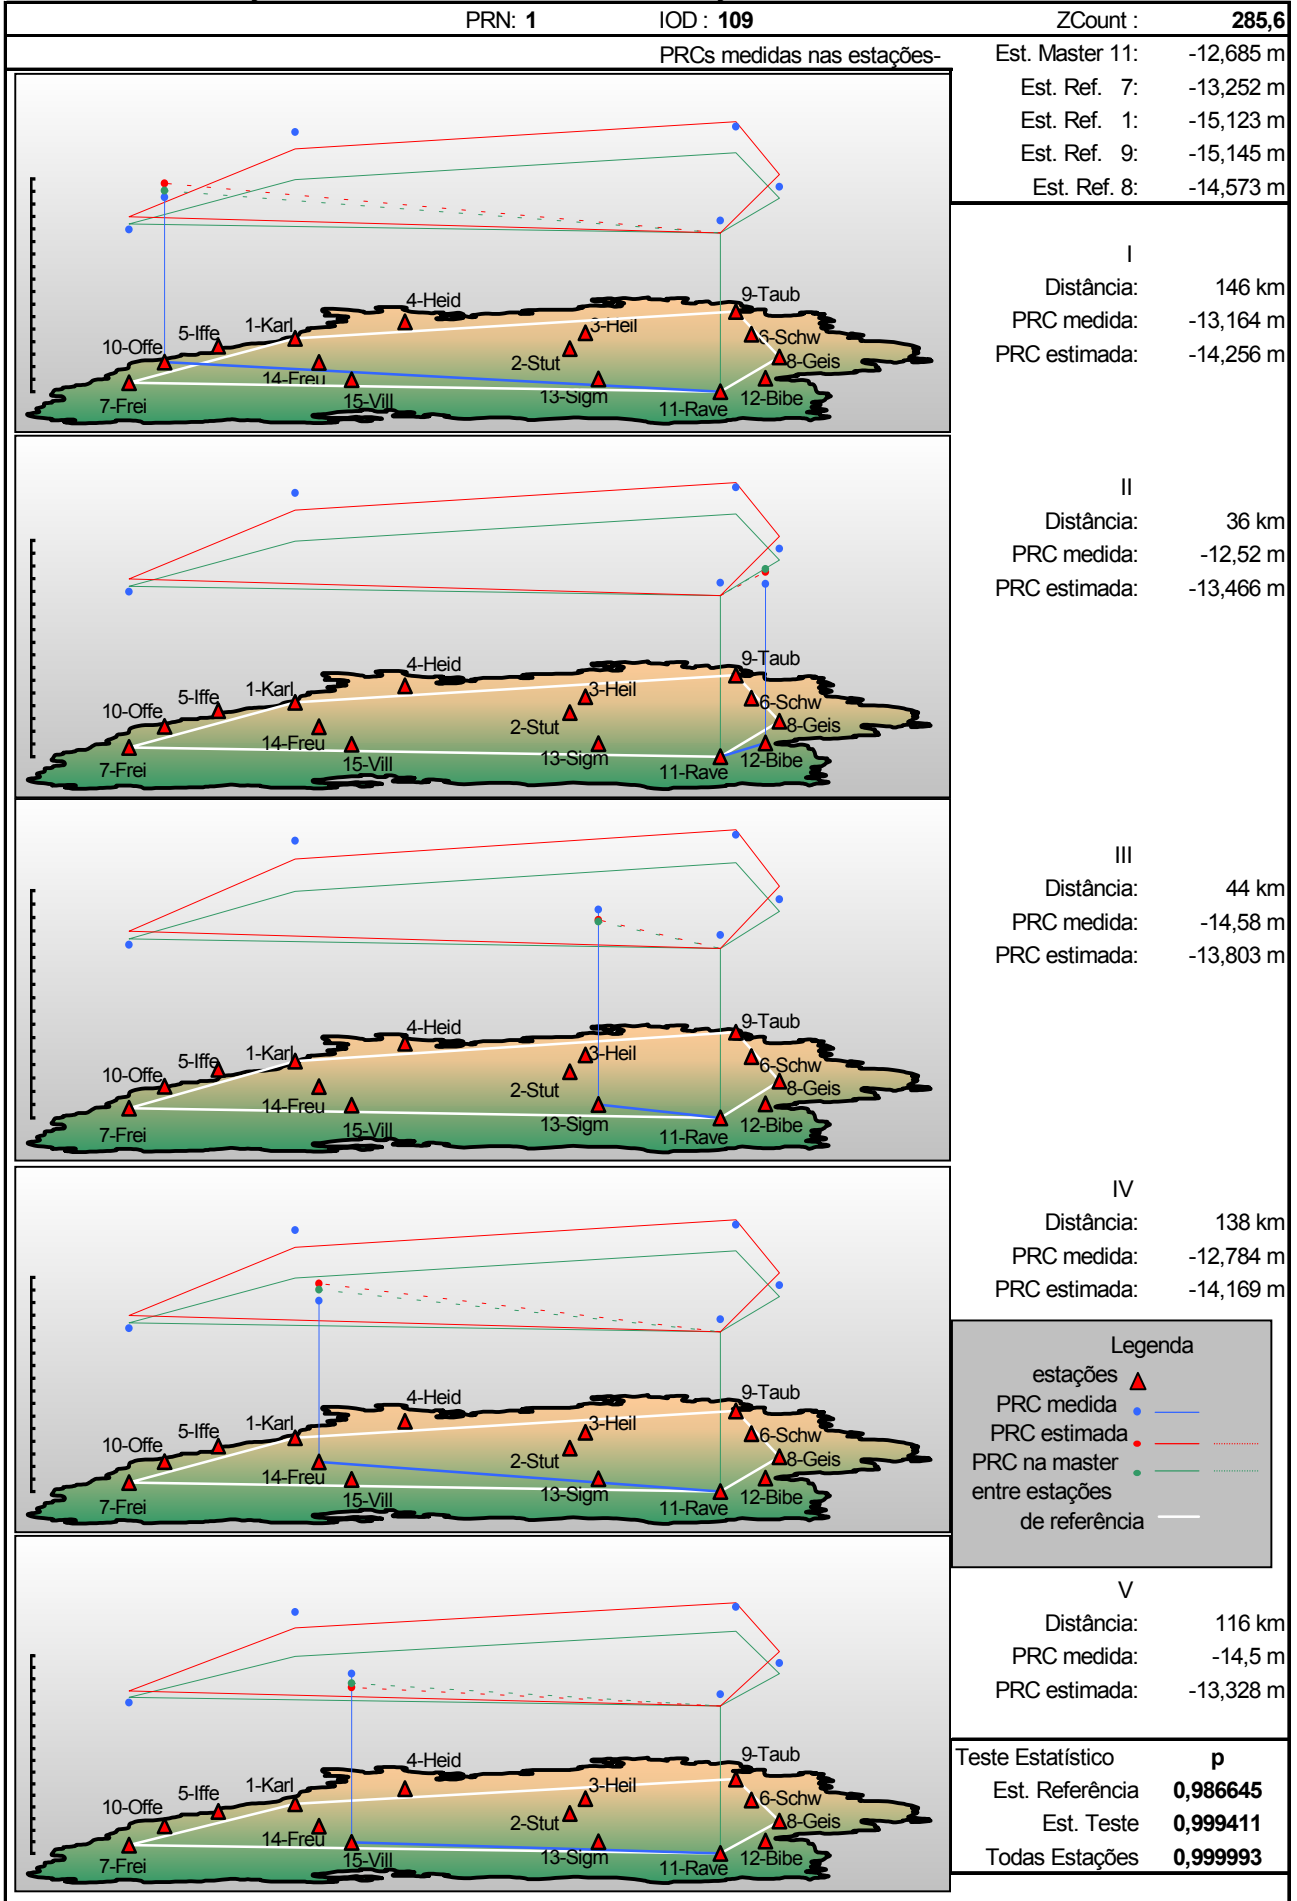 PRN: 1 IOD : 109 ZCount : 285,6
PRCs medidas nas estações- Est. Master 11: -12,685 m
Est. Ref. 7: -13,252 m
Est. Ref. 1: -15,123 m
Est. Ref. 9: -15,145 m
Est. Ref. 8: -14,573 m
4-Heid
9-Taub
5-Iffe
1-Karl
3-Heil
6-Schw
10-Offe
2-Stut
8-Geis
14-Freu
15-Vill
13-Sigm
12-Bibe
7-Frei
11-Rave
I
Distância: 146 km
PRC medida: -13,164 m
PRC estimada: -14,256 m
4-Heid
9-Taub
5-Iffe
1-Karl
3-Heil
6-Schw
10-Offe
2-Stut
8-Geis
14-Freu
15-Vill
13-Sigm
12-Bibe
7-Frei
11-Rave
II
Distância: 36 km
PRC medida: -12,52 m
PRC estimada: -13,466 m
4-Heid
9-Taub
5-Iffe
1-Karl
3-Heil
6-Schw
10-Offe
2-Stut
8-Geis
14-Freu
15-Vill
13-Sigm
12-Bibe
7-Frei
11-Rave
III
Distância: 44 km
PRC medida: -14,58 m
PRC estimada: -13,803 m
4-Heid
9-Taub
5-Iffe
1-Karl
3-Heil
6-Schw
10-Offe
2-Stut
8-Geis
14-Freu
15-Vill
13-Sigm
12-Bibe
7-Frei
11-Rave
IV
Distância: 138 km
PRC medida: -12,784 m
PRC estimada: -14,169 m
Legenda
estações
PRC medida
PRC estimada
PRC na master
entre estações
de referência
4-Heid
9-Taub
5-Iffe
1-Karl
3-Heil
6-Schw
10-Offe
2-Stut
8-Geis
14-Freu
15-Vill
13-Sigm
12-Bibe
7-Frei
11-Rave
V
Distância: 116 km
PRC medida: -14,5 m
PRC estimada: -13,328 m
Teste Estatístico p
Est. Referência 0,986645
Est. Teste 0,999411
Todas Estações 0,999993